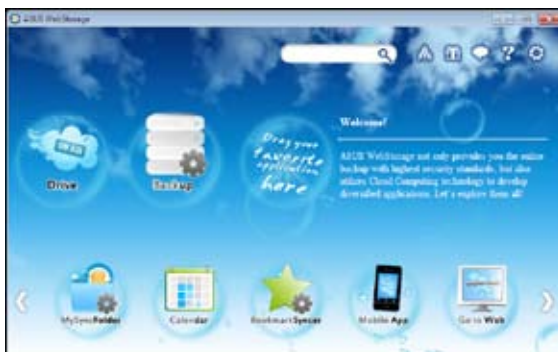 ASUS WebStorage
?
Drag your
favorite
application
here
Welcome!
ASUS WebStorage not only provides you the online
backup with highest security standards, but also
utilizes Cloud Computing technology to develop
diversified applications. Let's explore them all!
Drive
Backup
MySyncFolder
Calendar
BookmarkSyncer
Mobile App
Go to Web